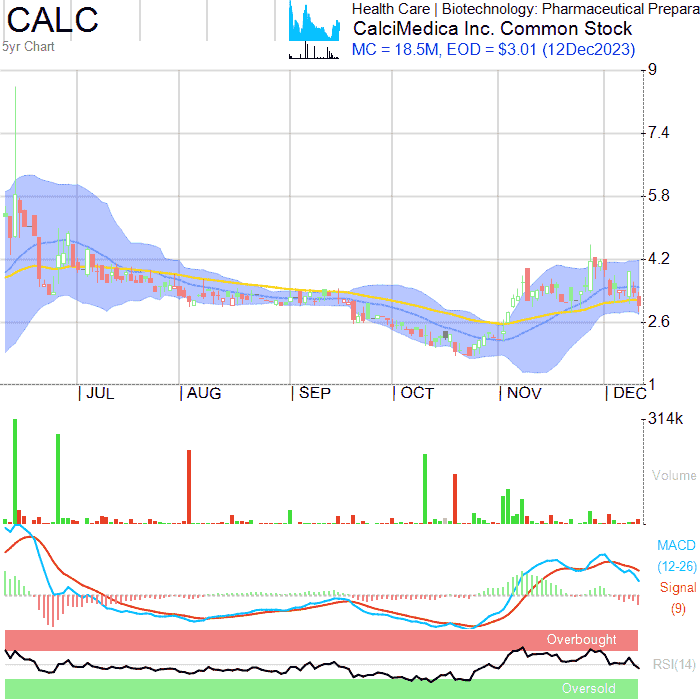 CALC
5yr Chart
Health Care | Biotechnology: Pharmaceutical Prepara
CalciMedica Inc. Common Stock
MC = 18.5M, EOD = $3.01 (12Dec2023)
9
7.4
5.8
4.2
2.6
1
JUL AUG SEP OCT NOV DEC
314k
Volume
MACD
(12-26)
Signal
(9)
Overbought
RSI(14)
Oversold